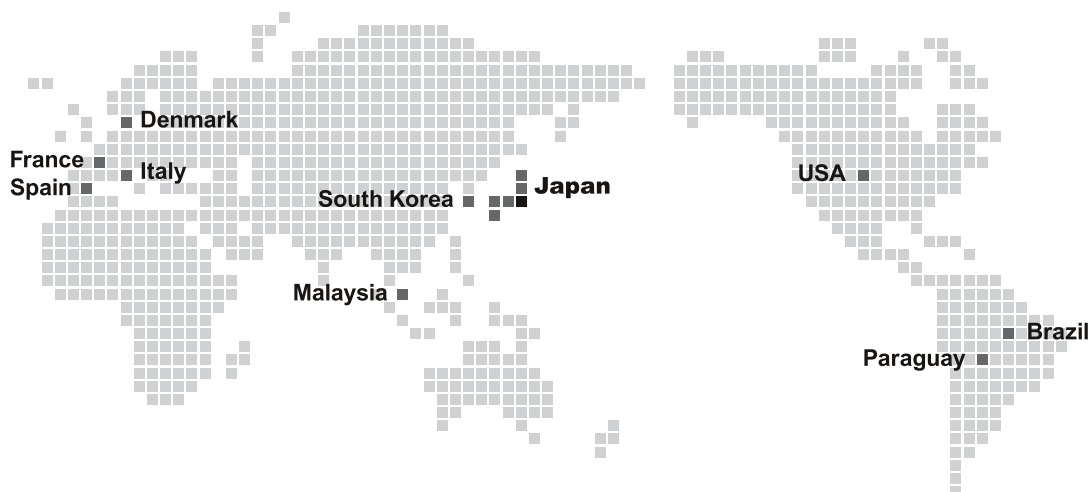 Denmark
France
Italy
Spain
South Korea
Japan
USA
Malaysia
Brazil
Paraguay